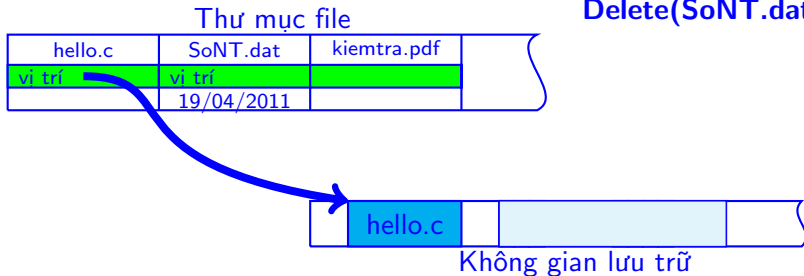 Thư mục file
Delete(SoNT.dat
hello.c SoNT.dat kiemtra.pdf
vị trí vị trí
19/04/2011
hello.c
Không gian lưu trữ